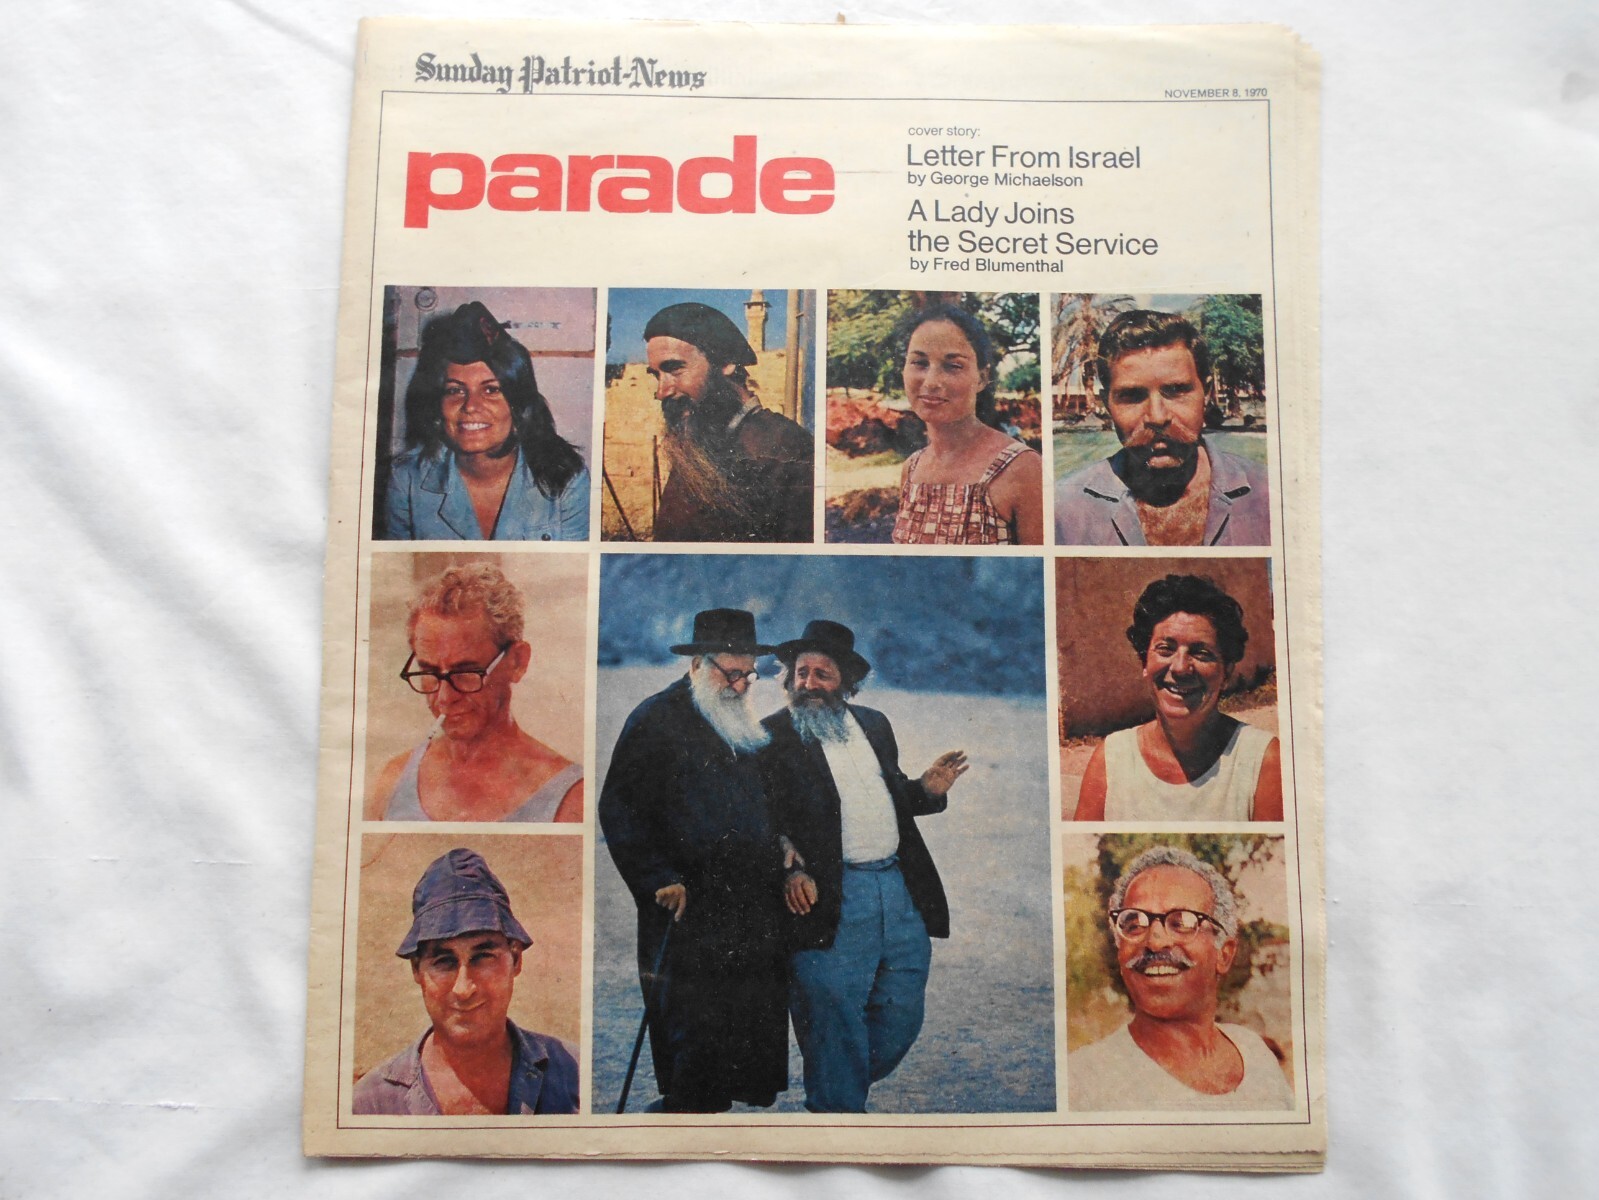 Sunday Patriot-News
NOVEMBER 8, 1970
parade
cover story:
Letter From Israel
by George Michaelson
A Lady Joins
the Secret Service
by Fred Blumenthal